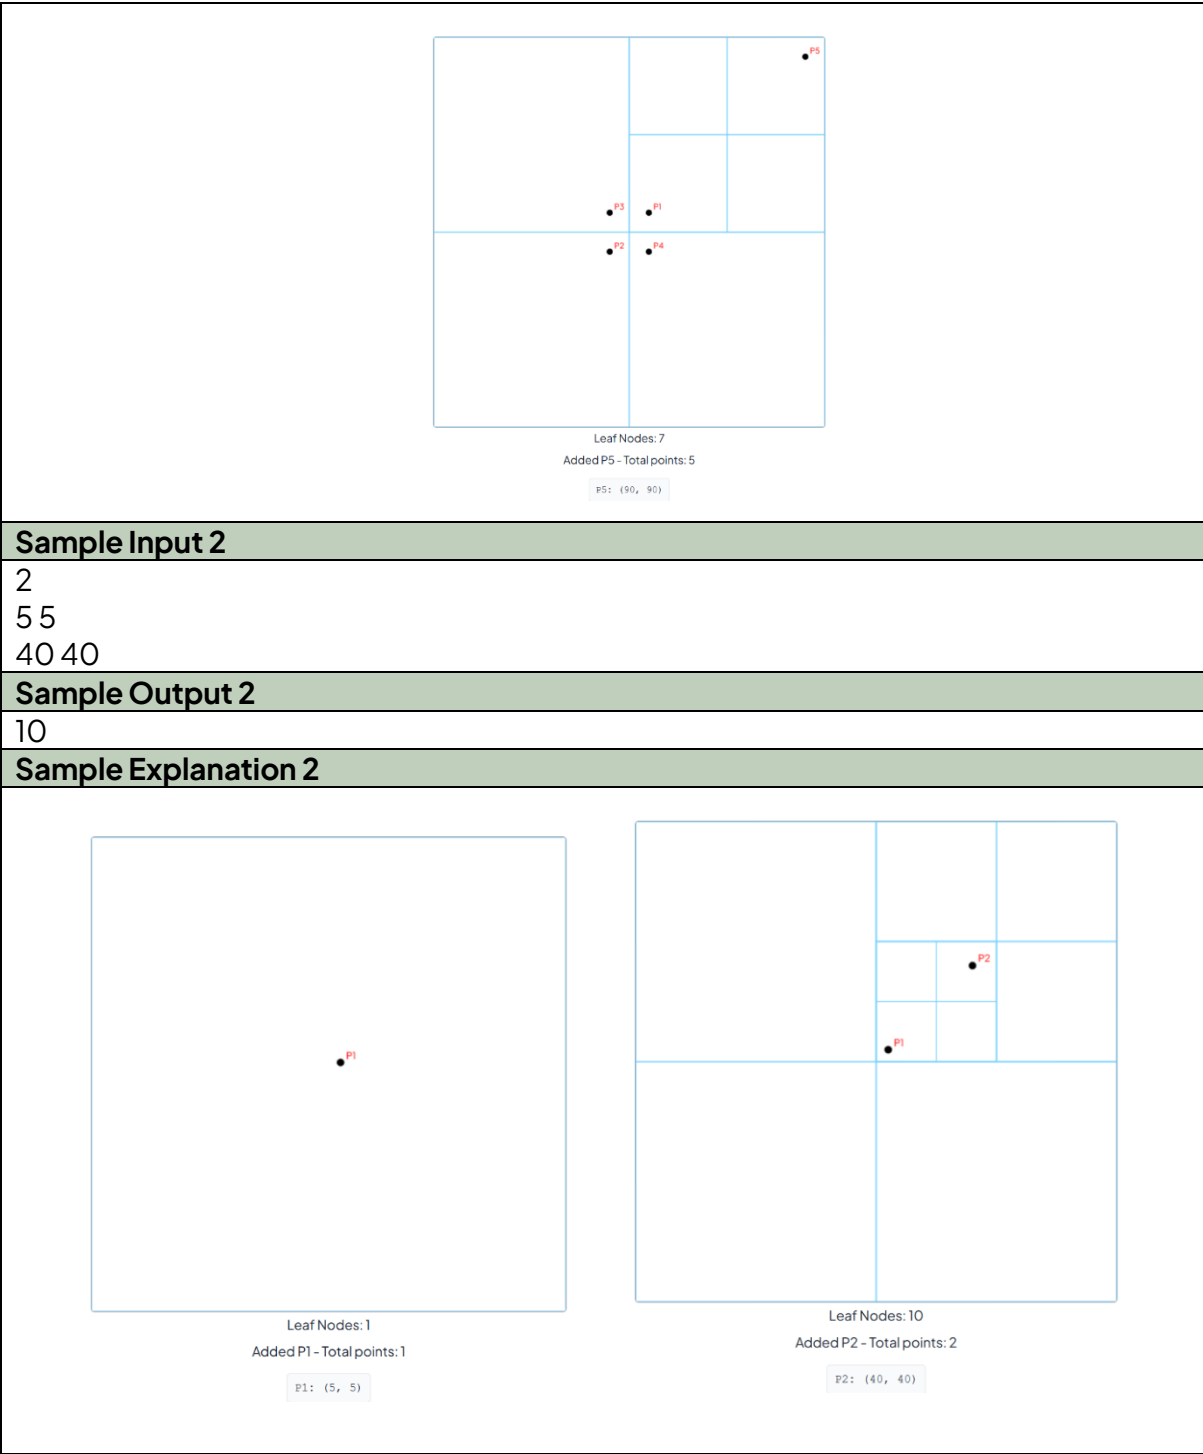 P5
P3
P1
P2
P4
Leaf Nodes: 7
Added P5 - Total points: 5
P5: (90, 90)
Sample Input 2
2
5 5
40 40
Sample Output 2
10
Sample Explanation 2
P1
P2
P1
Leaf Nodes: 1
Added P1 - Total points: 1
P1: (5, 5)
Leaf Nodes: 10
Added P2 - Total points: 2
P2: (40, 40)